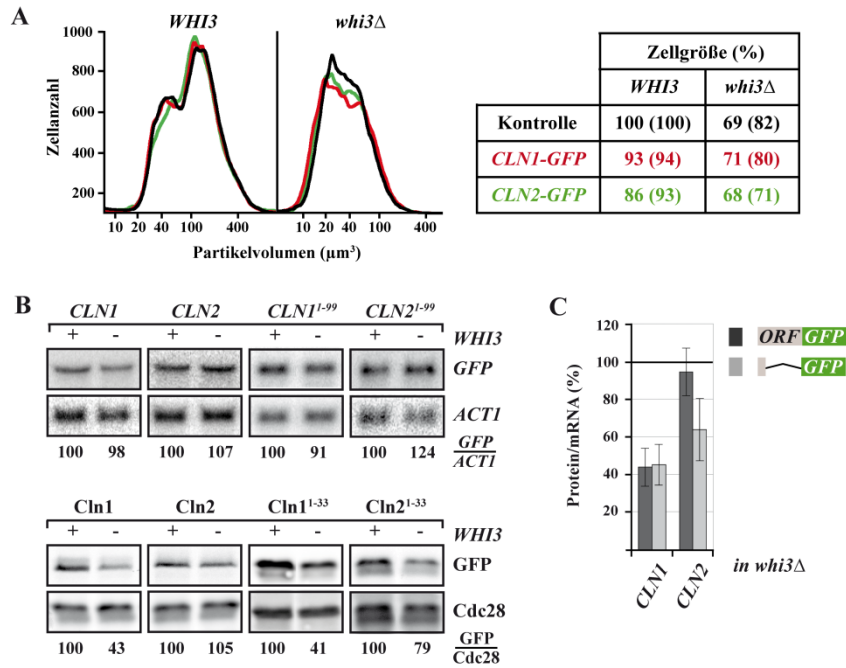 A
WHI3 whi3Δ
1000
800
600
400
200
Zellanzahl
10 20 40 100 400 10 20 40 100 400
Partikelvolumen (µm³)
Zellgröße (%)
WHI3 whi3Δ
Kontrolle 100 (100) 69 (82)
CLN1-GFP 93 (94) 71 (80)
CLN2-GFP 86 (93) 68 (71)
B
CLN1 CLN2 CLN1¹⁻⁹⁹ CLN2¹⁻⁹⁹
+ - + - + - + - WHI3
GFP
ACT1
100 98 100 107 100 91 100 124 GFP
ACT1
Cln1 Cln2 Cln1¹⁻³³ Cln2¹⁻³³
+ - + - + - + - WHI3
GFP
Cdc28
100 43 100 105 100 41 100 79 GFP
Cdc28
C
120
100
80
60
40
20
Protein/mRNA (%)
CLN1 CLN2
in whi3Δ
ORF GFP
GFP